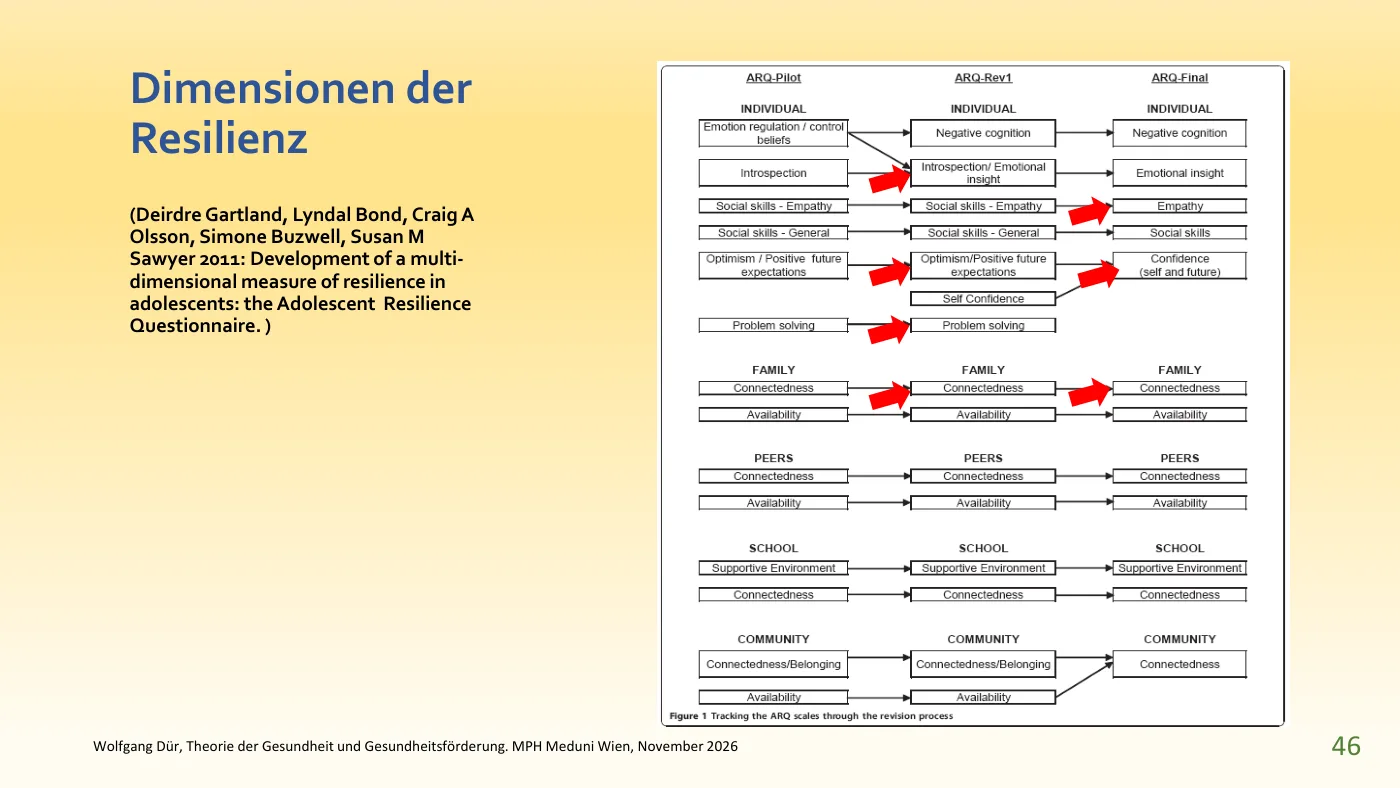 Dimensionen der
Resilienz
(Deirdre Gartland, Lyndal Bond, Craig A
Olsson, Simone Buzwell, Susan M
Sawyer 2011: Development of a multi-
dimensional measure of resilience in
adolescents: the Adolescent  Resilience
Questionnaire. )
ARQ-Pilot ARQ-Rev1 ARQ-Final
INDIVIDUAL INDIVIDUAL INDIVIDUAL
Emotion regulation / control
beliefs
Negative cognition
Negative cognition
Introspection
Introspection/ Emotional
insight
Emotional insight
Social skills - Empathy Social skills - Empathy Empathy
Social skills - General Social skills - General Social skills
Optimism / Positive future
expectations
Optimism/Positive future
expectations
Confidence
(self and future)
Self Confidence
Problem solving Problem solving
FAMILY FAMILY FAMILY
Connectedness Connectedness Connectedness
Availability Availability Availability
PEERS PEERS PEERS
Connectedness Connectedness Connectedness
Availability Availability Availability
SCHOOL SCHOOL SCHOOL
Supportive Environment Supportive Environment Supportive Environment
Connectedness Connectedness Connectedness
COMMUNITY COMMUNITY COMMUNITY
Connectedness/Belonging Connectedness/Belonging Connectedness
Availability Availability
Figure 1 Tracking the ARQ scales through the revision process
Wolfgang Dür, Theorie der Gesundheit und Gesundheitsförderung. MPH Meduni Wien, November 2026
46